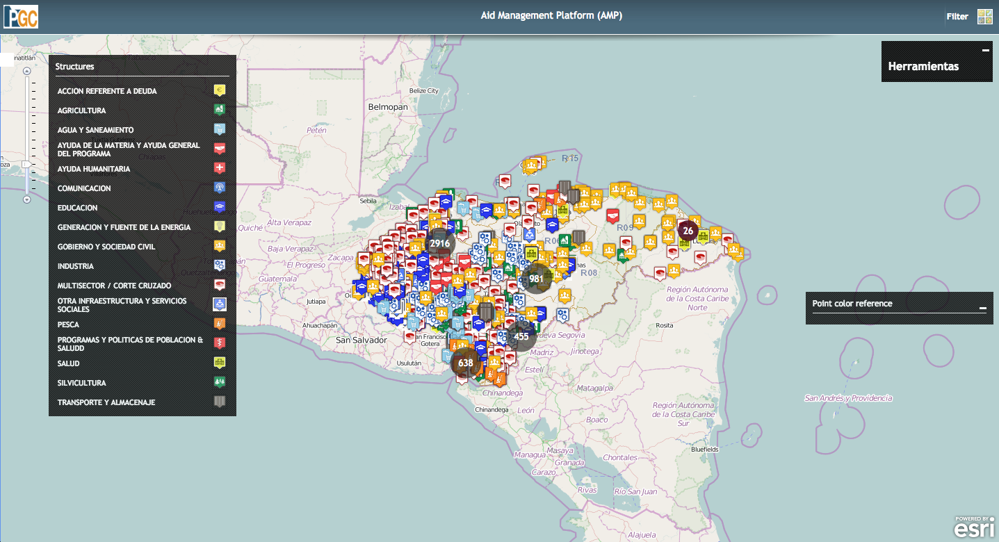 PGC
Aid Management Platform (AMP)
Filter
Structures
ACCION REFERENTE A DEUDA
AGRICULTURA
AGUA Y SANEAMIENTO
AYUDA DE LA MATERIA Y AYUDA GENERAL
DEL PROGRAMA
AYUDA HUMANITARIA
COMUNICACION
EDUCACION
GENERACION Y FUENTE DE LA ENERGIA
GOBIERNO Y SOCIEDAD CIVIL
INDUSTRIA
MULTISECTOR / CORTE CRUZADO
OTRA INFRAESTRUCTURA Y SERVICIOS
SOCIALES
PESCA
PROGRAMAS Y POLITICAS DE POBLACION &
SALUDD
SALUD
SILVICULTURA
TRANSPORTE Y ALMACENAJE
Herramientas
Point color reference
Belize City
Belmopan
Petén
R15
Sebila
Izabal
Alta Verapaz
Quiché
Baja Verapaz
Zacapa
El Progreso
Guatemala
Jutiapa
Ahuachapán
San Salvador
Usulután
San Francisco
Gotera
2916
981
455
638
26
R09
R08
Nueva Segovia
Madriz
Jinotega
Estelí
Matagalpa
Chinandega
Chinandega
León
Boaco
Managua
Masaya
Granada
Carazo
Chontales
Rivas
Río San Juan
Alajuela
Región Autónoma
de la Costa Caribe
Norte
Rosita
Región Autónoma
de la Costa Caribe
Sur
Bluefields
San Andrés y Providencia
POWERED BY
esri